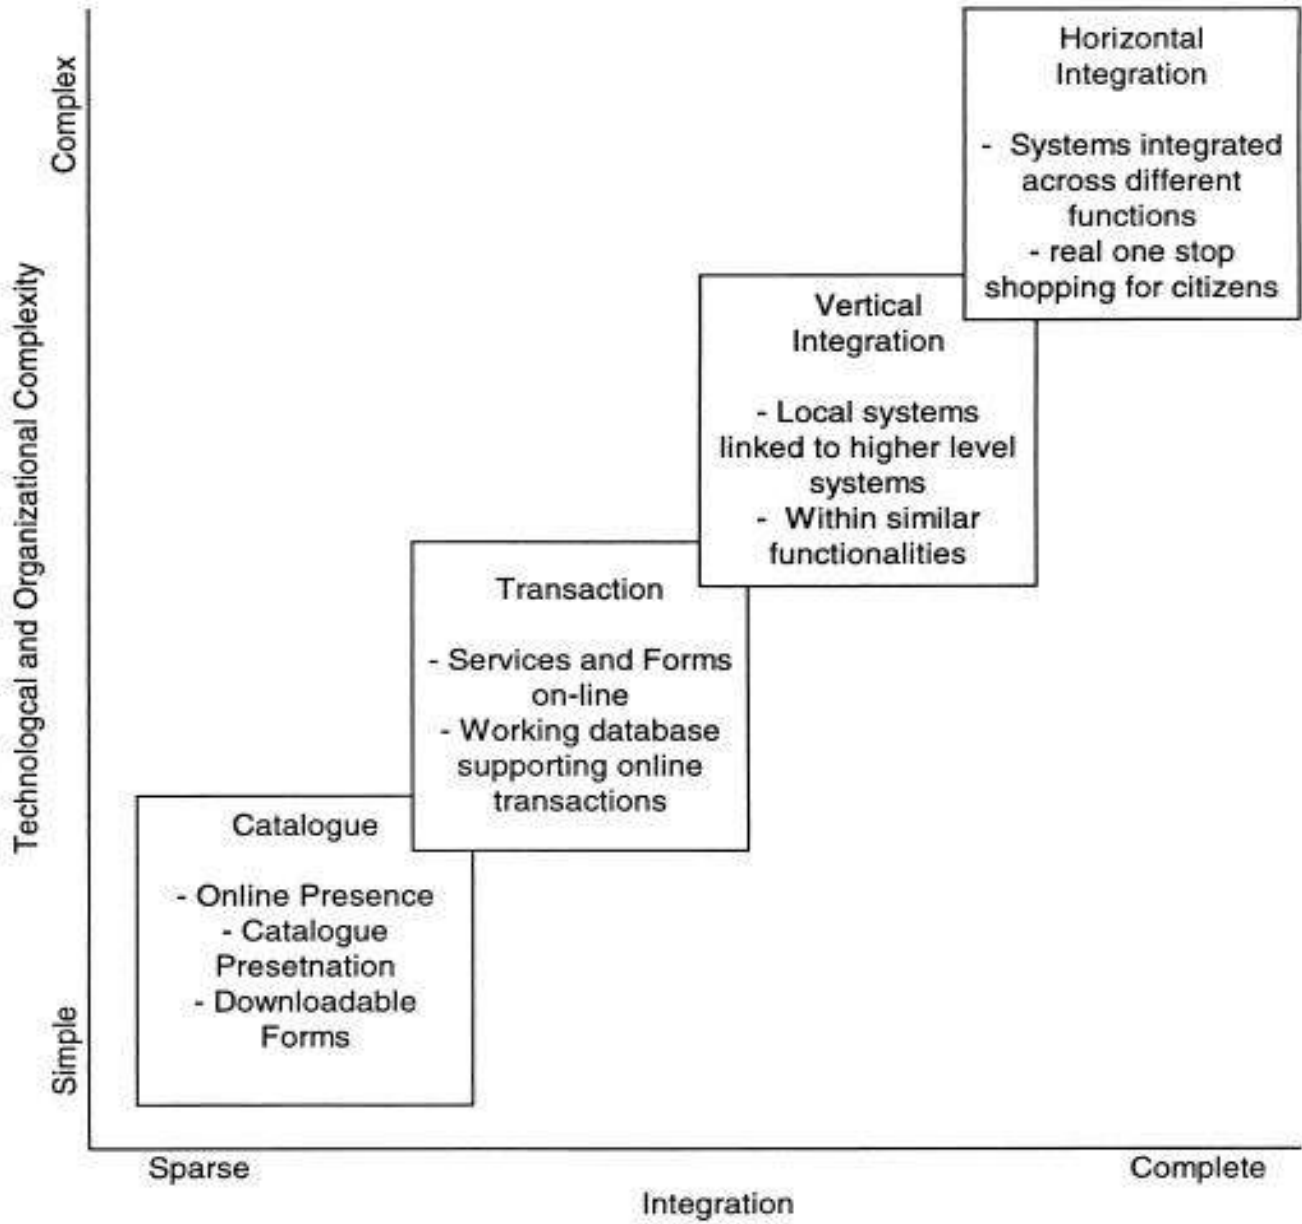 Technologcal and Organizational Complexity
Complex
Simple
Horizontal
Integration
- Systems integrated
across different
functions
- real one stop
shopping for citizens
Vertical
Integration
- Local systems
linked to higher level
systems
- Within similar
functionalities
Transaction
- Services and Forms
on-line
- Working database
supporting online
transactions
Catalogue
- Online Presence
- Catalogue
Presetnation
- Downloadable
Forms
Sparse
Complete
Integration